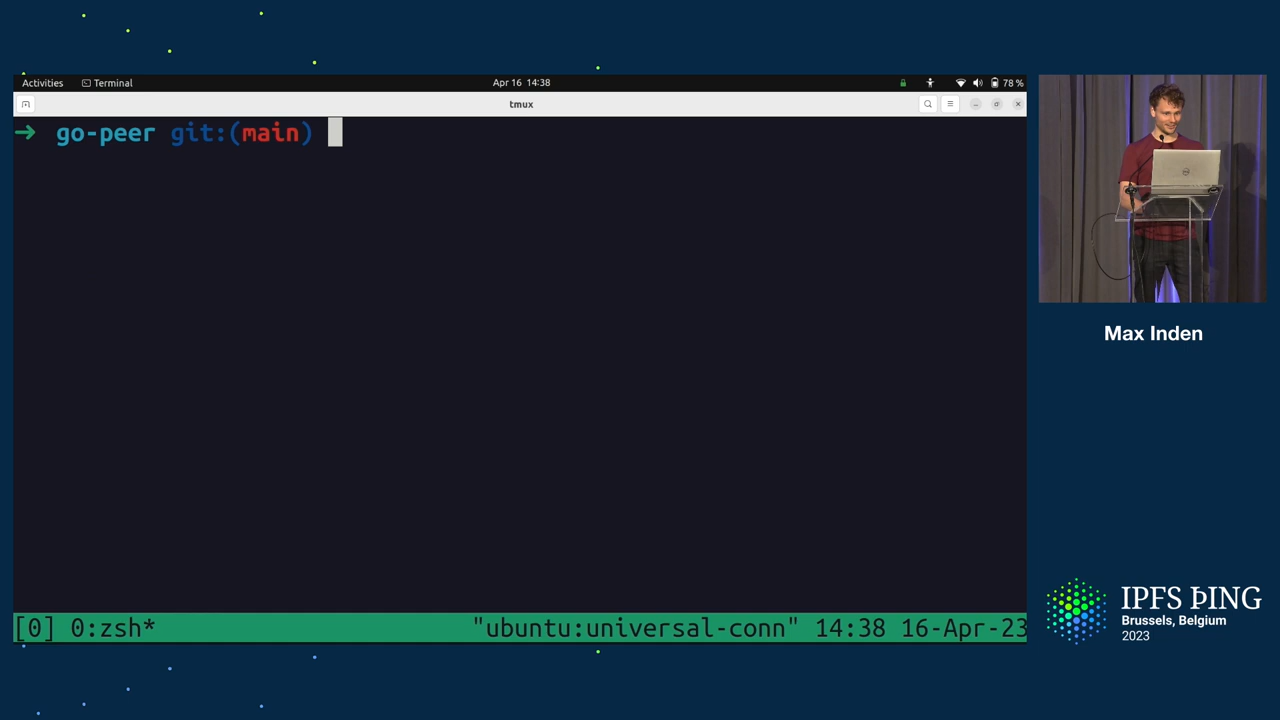 Activities
Terminal
Apr 16 14:38
78 %
tmux
→ go-peer git:(main)
[0] 0:zsh*
"ubuntu:universal-conn" 14:38 16-Apr-23
Max Inden
IPFS ÞING
Brussels, Belgium
2023